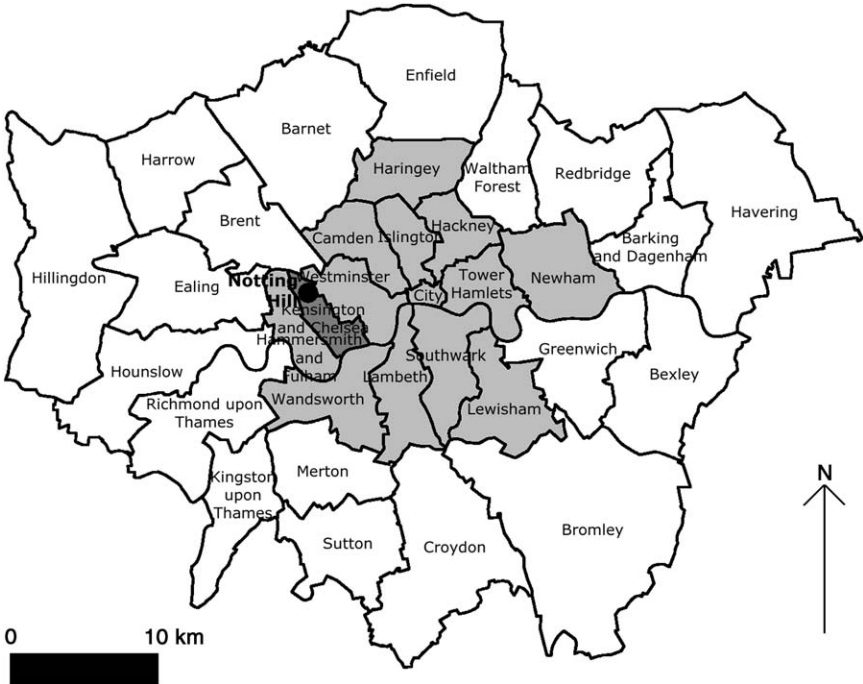 Enfield
Barnet
Harrow
Haringey
Waltham
Forest
Redbridge
Havering
Brent
Camden
Islington
Hackney
Barking
and Dagenham
Hillingdon
Ealing
Notting
Hill
Westminster
City
Tower
Hamlets
Newham
Kensington
and Chelsea
Hammersmith
and
Fulham
Hounslow
Richmond upon
Thames
Wandsworth
Lambeth
Southwark
Lewisham
Greenwich
Bexley
Kingston
upon
Thames
Merton
Sutton
Croydon
Bromley
N
0 10 km